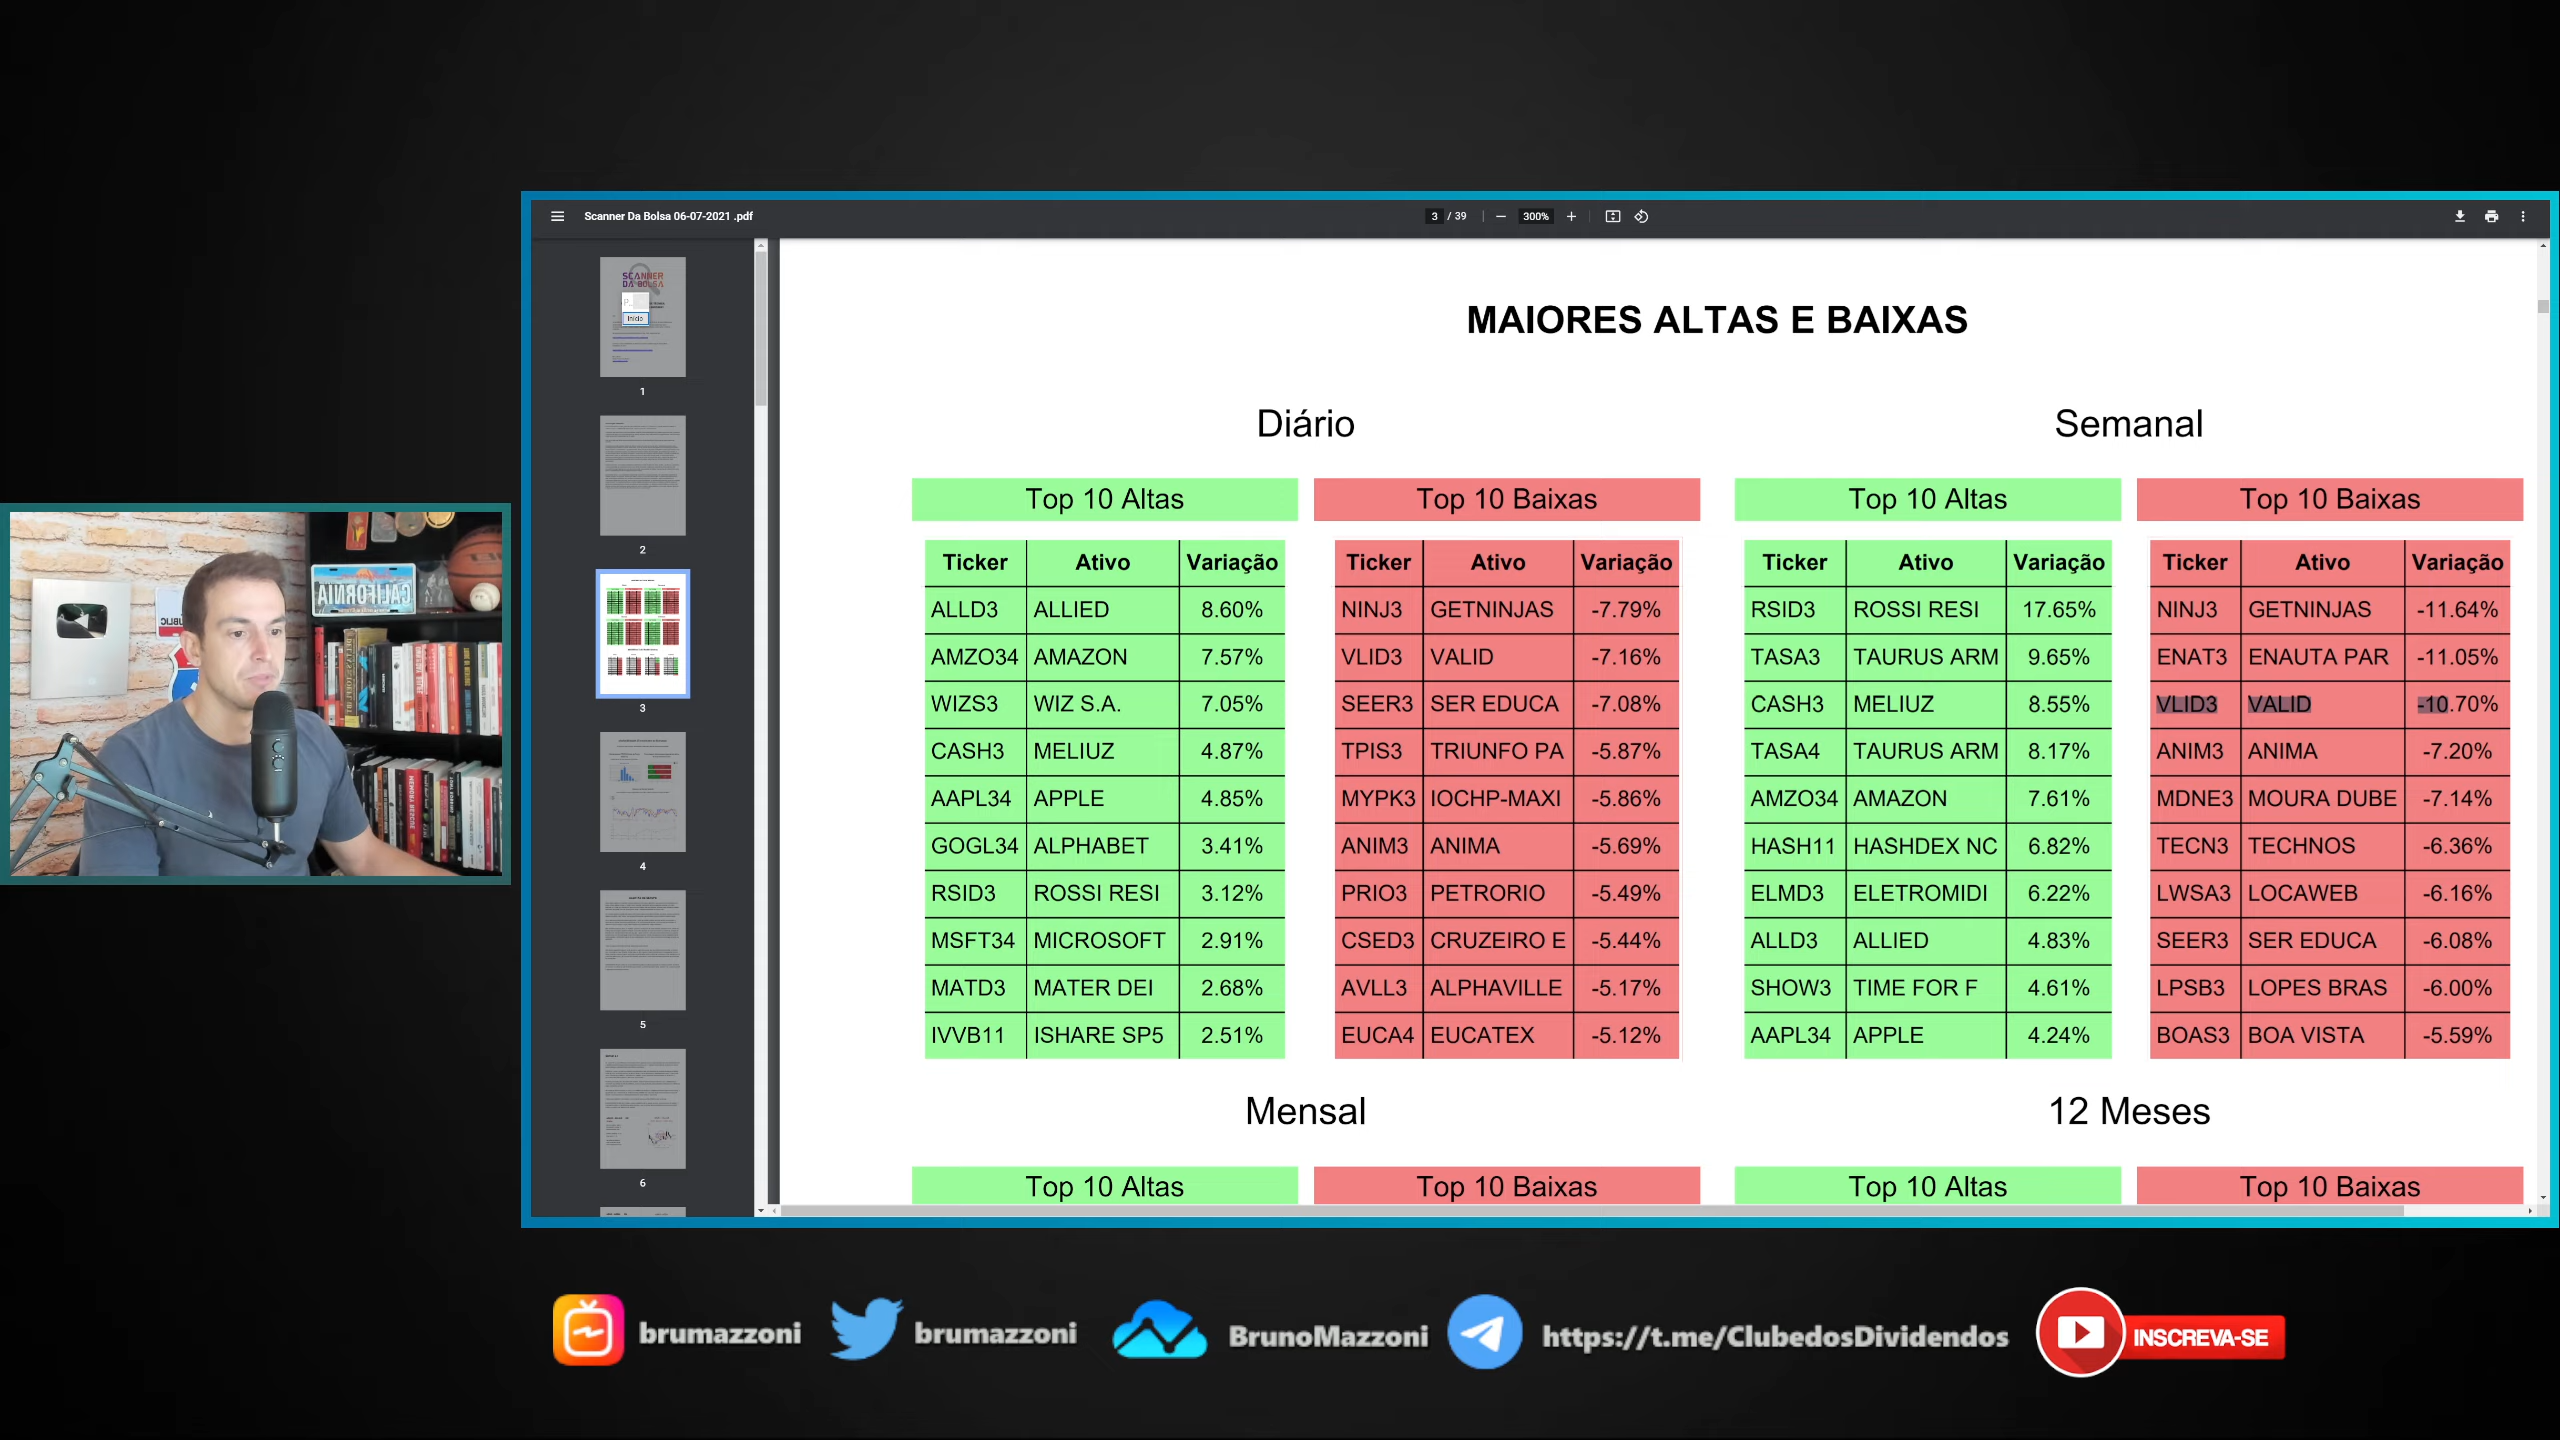 Scanner Da Bolsa 06-07-2021 .pdf
3 / 39
300%
SCANNER
DA BOLSA
Início
1
2
3
4
5
6
CALIFORNIA
MAIORES ALTAS E BAIXAS
Diário
Top 10 Altas
Ticker Ativo Variação
ALLD3 ALLIED 8.60%
AMZO34 AMAZON 7.57%
WIZS3 WIZ S.A. 7.05%
CASH3 MELIUZ 4.87%
AAPL34 APPLE 4.85%
GOGL34 ALPHABET 3.41%
RSID3 ROSSI RESI 3.12%
MSFT34 MICROSOFT 2.91%
MATD3 MATER DEI 2.68%
IVVB11 ISHARE SP5 2.51%
Top 10 Baixas
Ticker Ativo Variação
NINJ3 GETNINJAS -7.79%
VLID3 VALID -7.16%
SEER3 SER EDUCA -7.08%
TPIS3 TRIUNFO PA -5.87%
MYPK3 IOCHP-MAXI -5.86%
ANIM3 ANIMA -5.69%
PRIO3 PETRORIO -5.49%
CSED3 CRUZEIRO E -5.44%
AVLL3 ALPHAVILLE -5.17%
EUCA4 EUCATEX -5.12%
Semanal
Top 10 Altas
Ticker Ativo Variação
RSID3 ROSSI RESI 17.65%
TASA3 TAURUS ARM 9.65%
CASH3 MELIUZ 8.55%
TASA4 TAURUS ARM 8.17%
AMZO34 AMAZON 7.61%
HASH11 HASHDEX NC 6.82%
ELMD3 ELETROMIDI 6.22%
ALLD3 ALLIED 4.83%
SHOW3 TIME FOR F 4.61%
AAPL34 APPLE 4.24%
Top 10 Baixas
Ticker Ativo Variação
NINJ3 GETNINJAS -11.64%
ENAT3 ENAUTA PAR -11.05%
VLID3 VALID -10.70%
ANIM3 ANIMA -7.20%
MDNE3 MOURA DUBE -7.14%
TECN3 TECHNOS -6.36%
LWSA3 LOCAWEB -6.16%
SEER3 SER EDUCA -6.08%
LPSB3 LOPES BRAS -6.00%
BOAS3 BOA VISTA -5.59%
Mensal
Top 10 Altas
Top 10 Baixas
12 Meses
Top 10 Altas
Top 10 Baixas
brumazzoni
brumazzoni
BrunoMazzoni
https://t.me/ClubedosDividendos
INSCREVA-SE